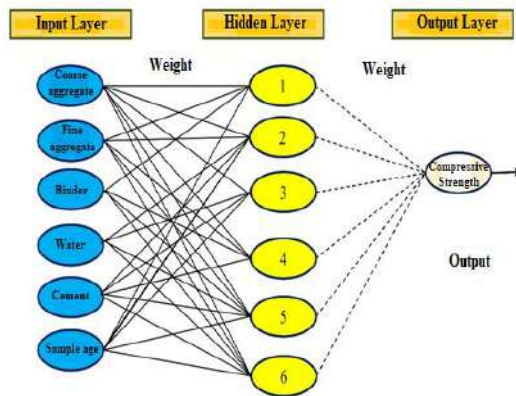 Input Layer
Hidden Layer
Output Layer
Weight
Weight
Coarse
aggregate
Fine
aggregate
Binder
Water
Cement
Sample age
1
2
3
4
5
6
Compressive
Strength
Output